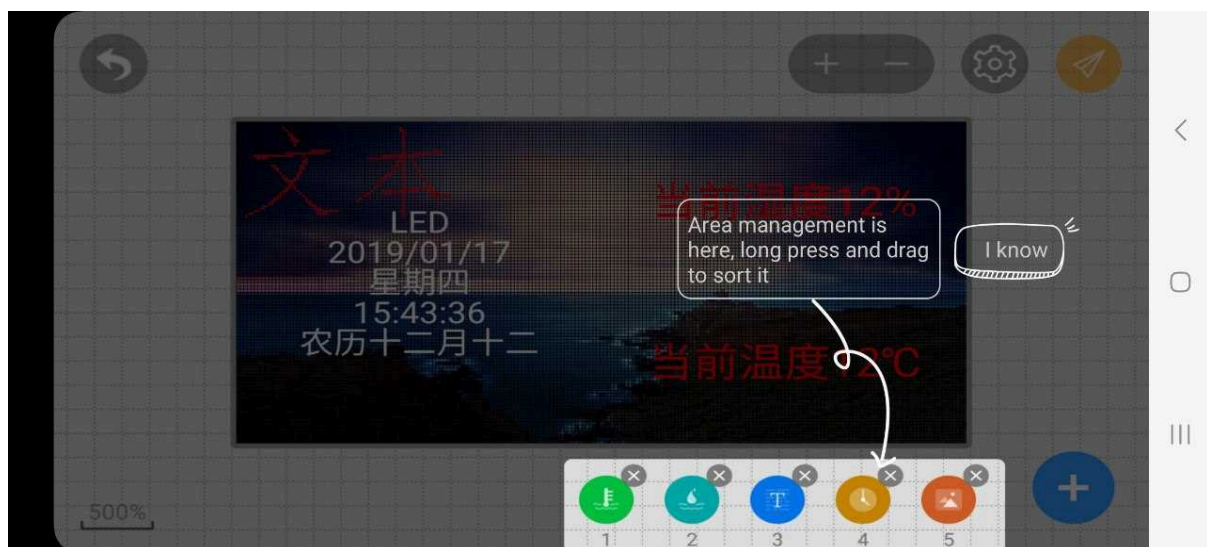 文本
当前温度12%
LED
2019/01/17
星期四
15:43:36
农历十二月十二
Area management is
here, long press and drag
to sort it
I know
当前温度12°C
T
1 2 3 4 5
500%